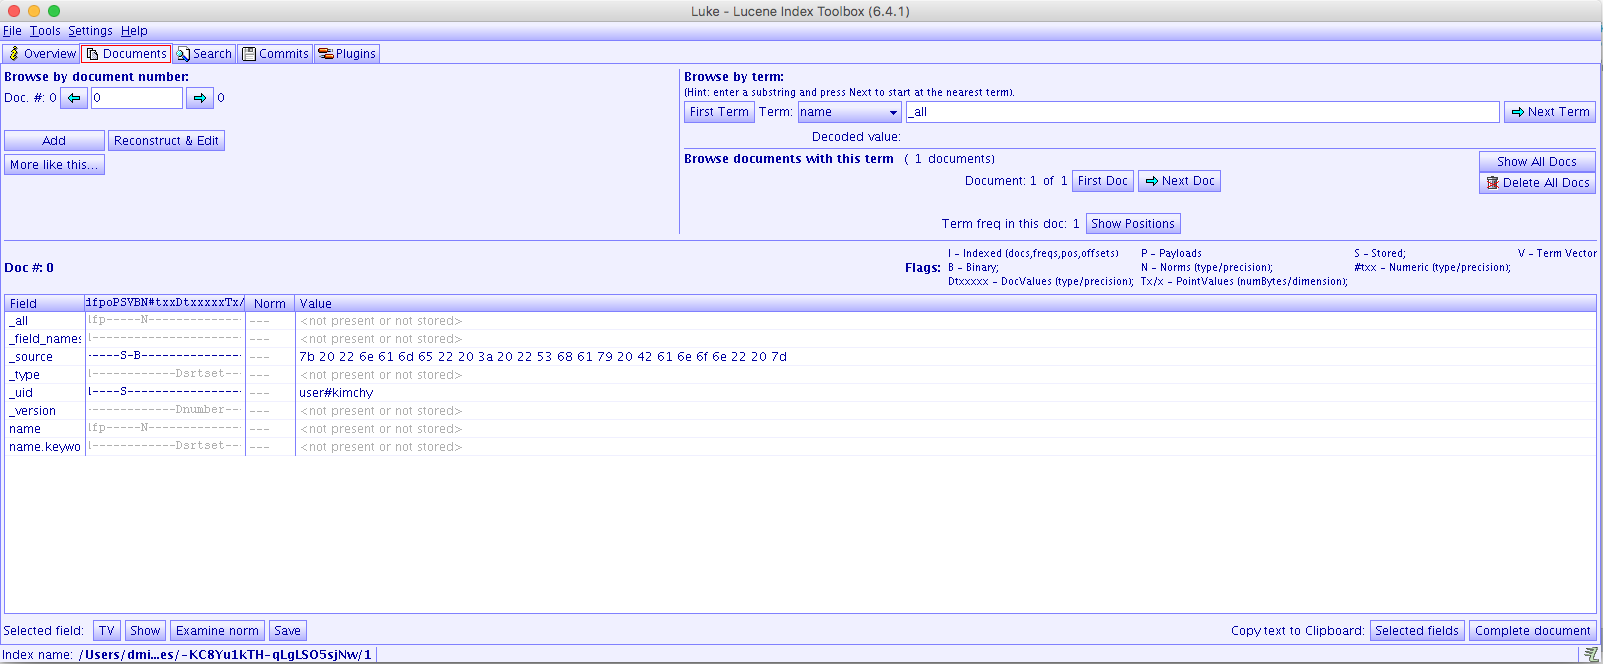 Luke - Lucene Index Toolbox (6.4.1)
File Tools Settings Help
Overview Documents Search Commits Plugins
Browse by document number:
Doc. #: 0 0 0
Add Reconstruct & Edit
More like this...
Browse by term:
(Hint: enter a substring and press Next to start at the nearest term).
First Term Term: name _all Next Term
Decoded value:
Browse documents with this term ( 1 documents)
Show All Docs
Document: 1 of 1 First Doc Next Doc
Delete All Docs
Term freq in this doc: 1 Show Positions
Doc #: 0
Flags:
I - Indexed (docs,freqs,pos,offsets) P - Payloads S - Stored; V - Term Vector
B - Binary; N - Norms (type/precision); #txx - Numeric (type/precision);
Dtxxxxx - DocValues (type/precision); Tx/x - PointValues (numBytes/dimension);
Field ifpoPSVBN#txxDtxxxxxTx/ Norm Value
_all Ifp-----N------------- --- <not present or not stored>
_field_names I--------------------- --- <not present or not stored>
_source -----S-B-------------- --- 7b 20 22 6e 61 6d 65 22 20 3a 20 22 53 68 61 79 20 42 61 6e 6f 6e 22 20 7d
_type I------------Dsrtset-- --- <not present or not stored>
_uid I----S---------------- --- user#kimchy
_version -------------Dnumber-- --- <not present or not stored>
name Ifp-----N------------- --- <not present or not stored>
name.keywo I------------Dsrtset-- --- <not present or not stored>
Selected field: TV Show Examine norm Save
Copy text to Clipboard: Selected fields Complete document
Index name: /Users/dmi...es/-KC8Yu1kTH-qLgLSO5sjNw/1